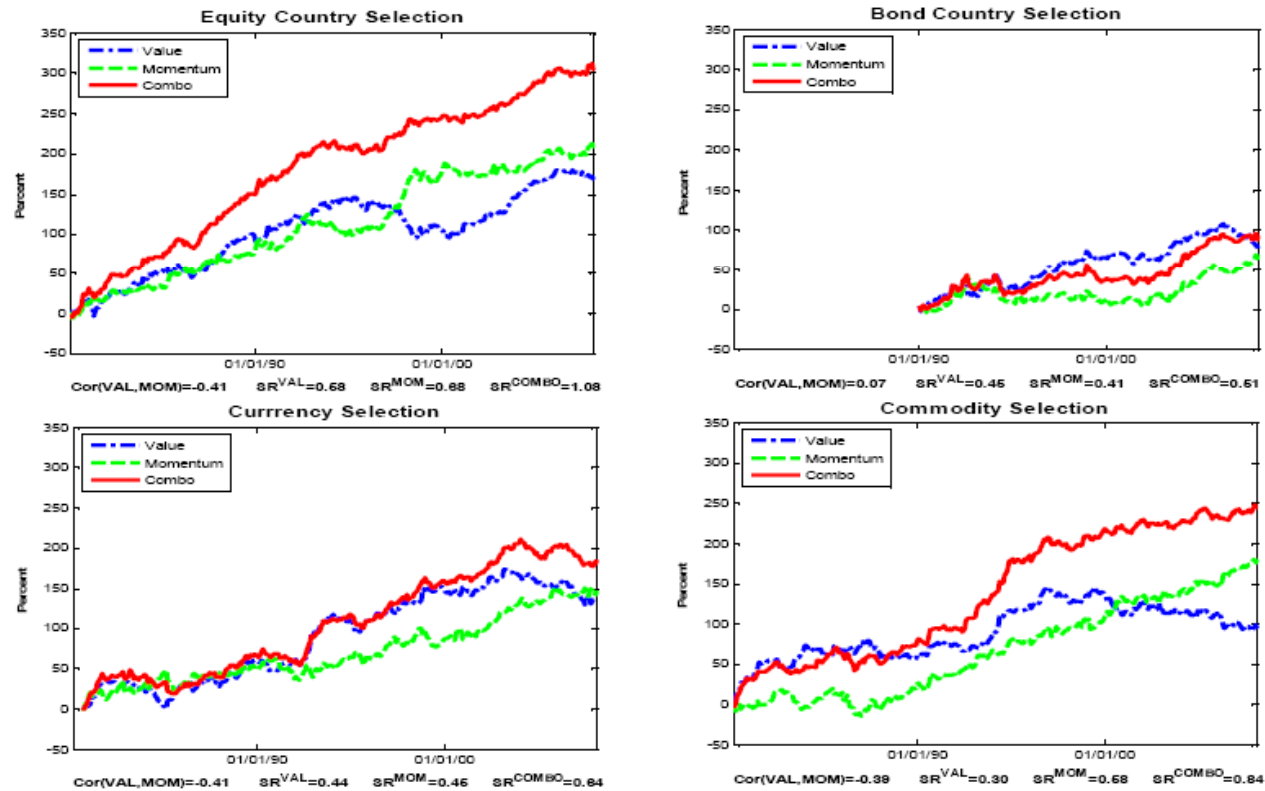 Equity Country Selection
350
300
250
200
150
100
50
0
-50
Percent
Value
Momentum
Combo
01/01/90 01/01/00
Cor(VAL,MOM)=-0.41 SR^VAL=0.68 SR^MOM=0.68 SR^COMBO=1.08
Bond Country Selection
350
300
250
200
150
100
50
0
-50
Percent
Value
Momentum
Combo
01/01/90 01/01/00
Cor(VAL,MOM)=0.07 SR^VAL=0.45 SR^MOM=0.41 SR^COMBO=0.51
Currrency Selection
350
300
250
200
150
100
50
0
-50
Percent
Value
Momentum
Combo
01/01/90 01/01/00
Cor(VAL,MOM)=-0.41 SR^VAL=0.44 SR^MOM=0.45 SR^COMBO=0.64
Commodity Selection
350
300
250
200
150
100
50
0
-50
Percent
Value
Momentum
Combo
01/01/90 01/01/00
Cor(VAL,MOM)=-0.39 SR^VAL=0.30 SR^MOM=0.68 SR^COMBO=0.84